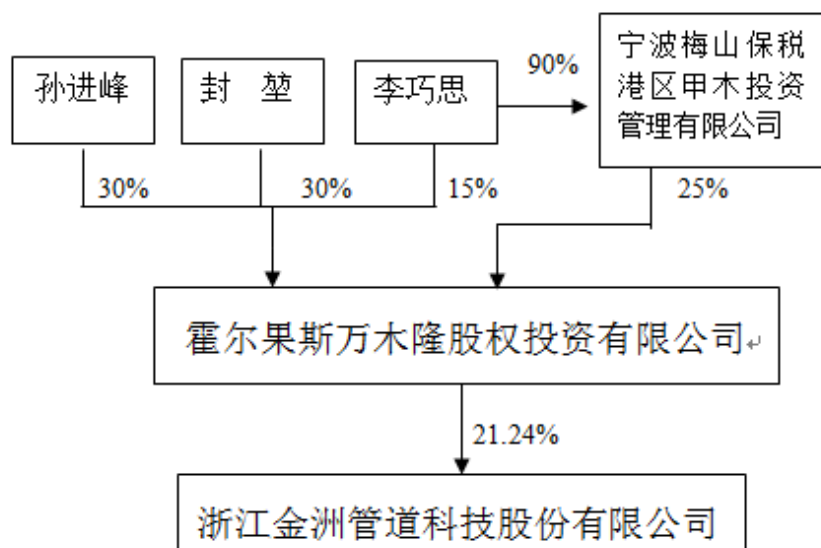 孙进峰
封 堃
李巧思
90%
宁波梅山保税
港区甲木投资
管理有限公司
30%
30%
15%
25%
霍尔果斯万木隆股权投资有限公司
21.24%
浙江金洲管道科技股份有限公司